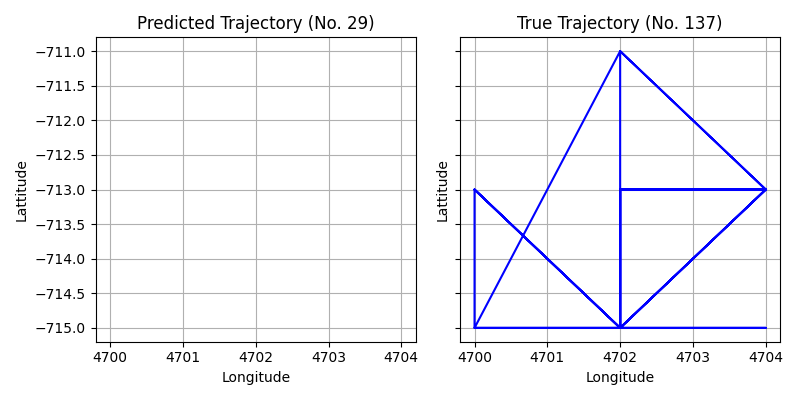 Predicted Trajectory (No. 29)
True Trajectory (No. 137)
Lattitude
−711.0
−711.5
−712.0
−712.5
−713.0
−713.5
−714.0
−714.5
−715.0
4700 4701 4702 4703 4704
Longitude
Lattitude
4700 4701 4702 4703 4704
Longitude